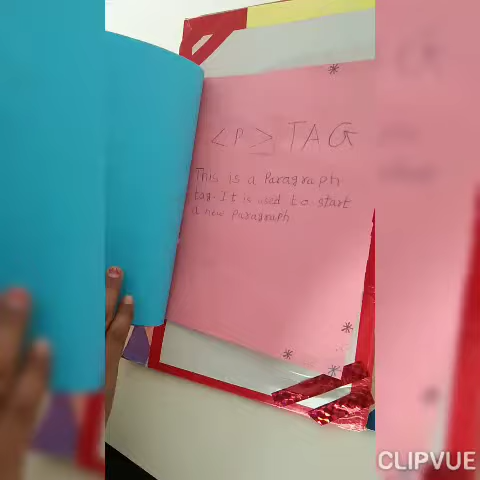 <P> TAG
This is a Paragraph
tag. It is used to start
a new Paragraph
CLIPVUE